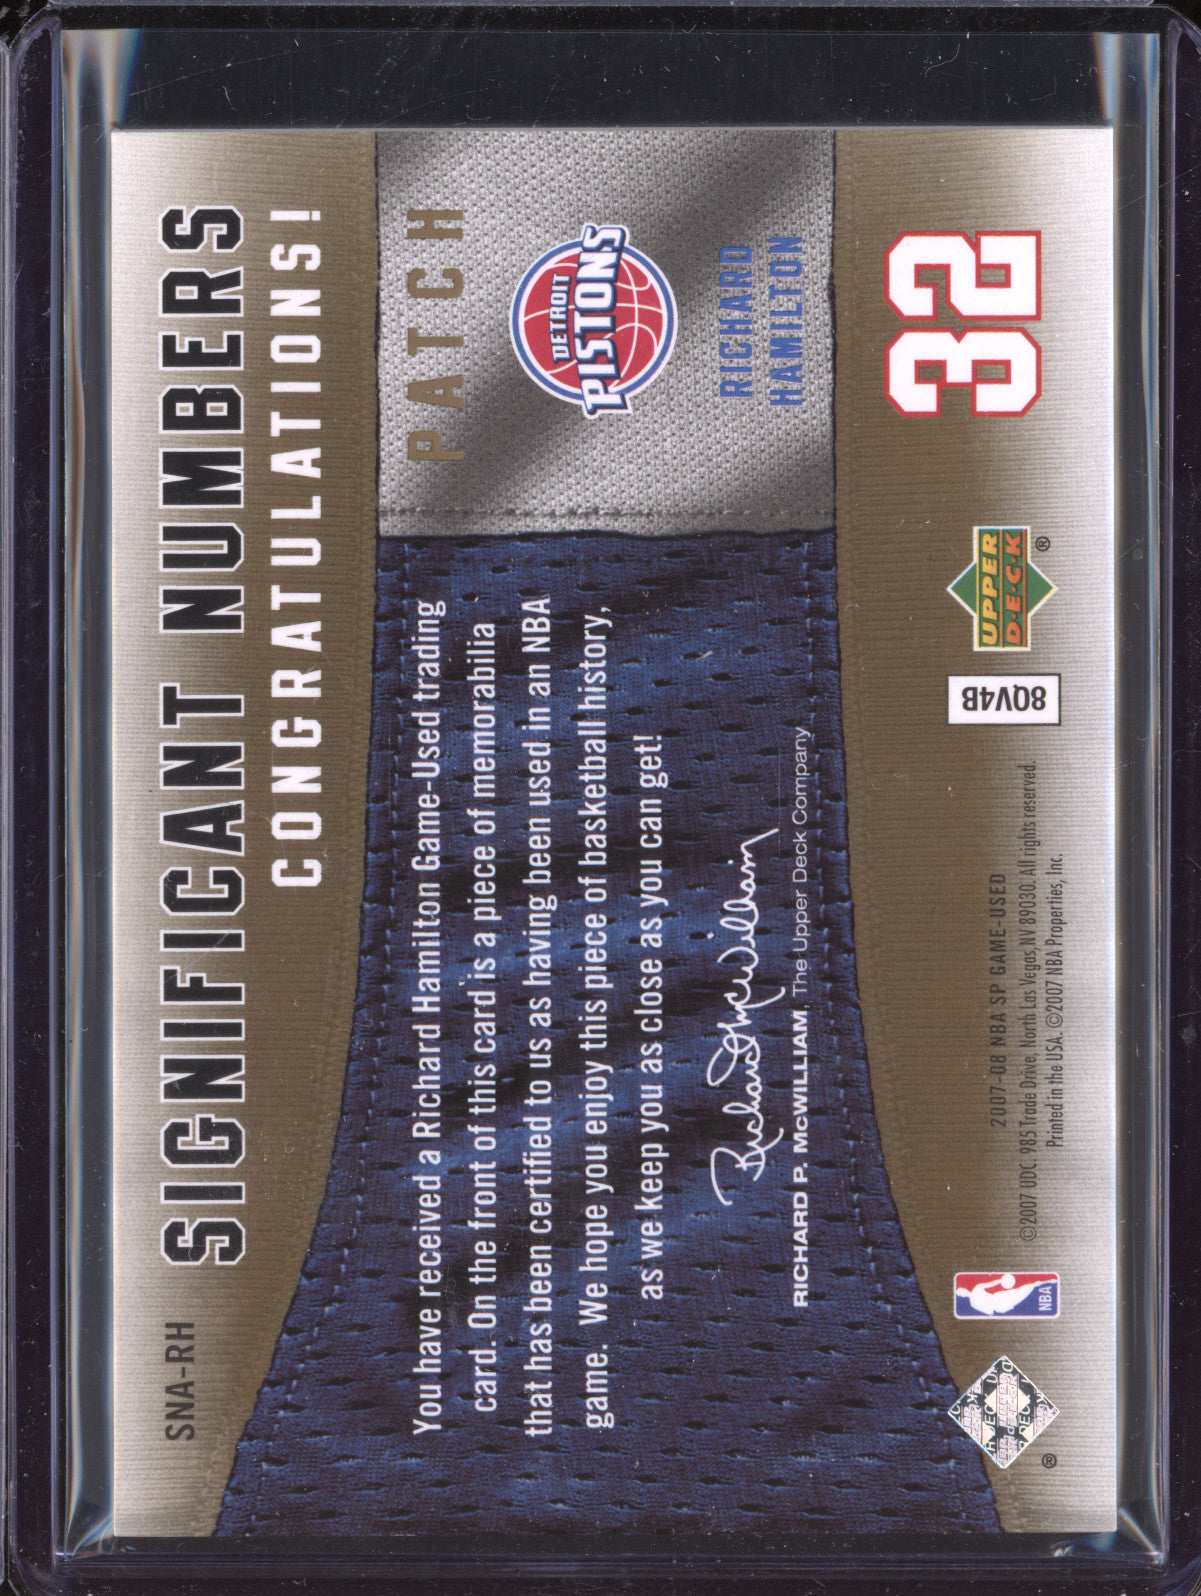 SNA-RH
SIGNIFICANT NUMBERS
CONGRATULATIONS!
You have received a Richard Hamilton Game-Used trading
card. On the front of this card is a piece of memorabilia
that has been certified to us as having been used in an NBA
game. We hope you enjoy this piece of basketball history,
as we keep you as close as you can get!
Richard McWilliam
RICHARD P. McWILLIAM, The Upper Deck Company
PATCH
DETROIT
PISTONS
RICHARD
HAMILTON
32
NBA
2007-08 NBA SP GAME-USED
©2007 UDC, 985 Trade Drive, North Las Vegas, NV 89030. All rights reserved.
Printed in the USA. ©2007 NBA Properties, Inc.
8QV4B
UPPER
D·E·C·K
®
®